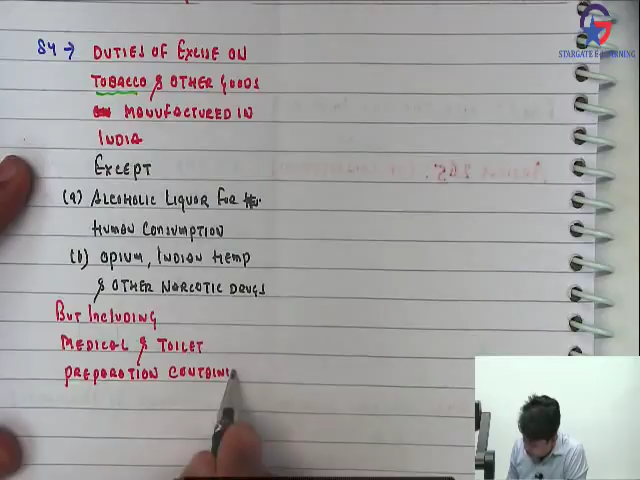 STARGATE E-LEARNING
84 → DUTIES OF EXCISE ON
TOBACCO & OTHER GOODS
MANUFACTURED IN
INDIA
EXCEPT
(a) ALCOHOLIC LIQUOR FOR
HUMAN CONSUMPTION
(b) OPIUM, INDIAN HEMP
& OTHER NARCOTIC DRUGS
BUT INCLUDING
MEDICAL & TOILET
PREPARATION CONTAINI